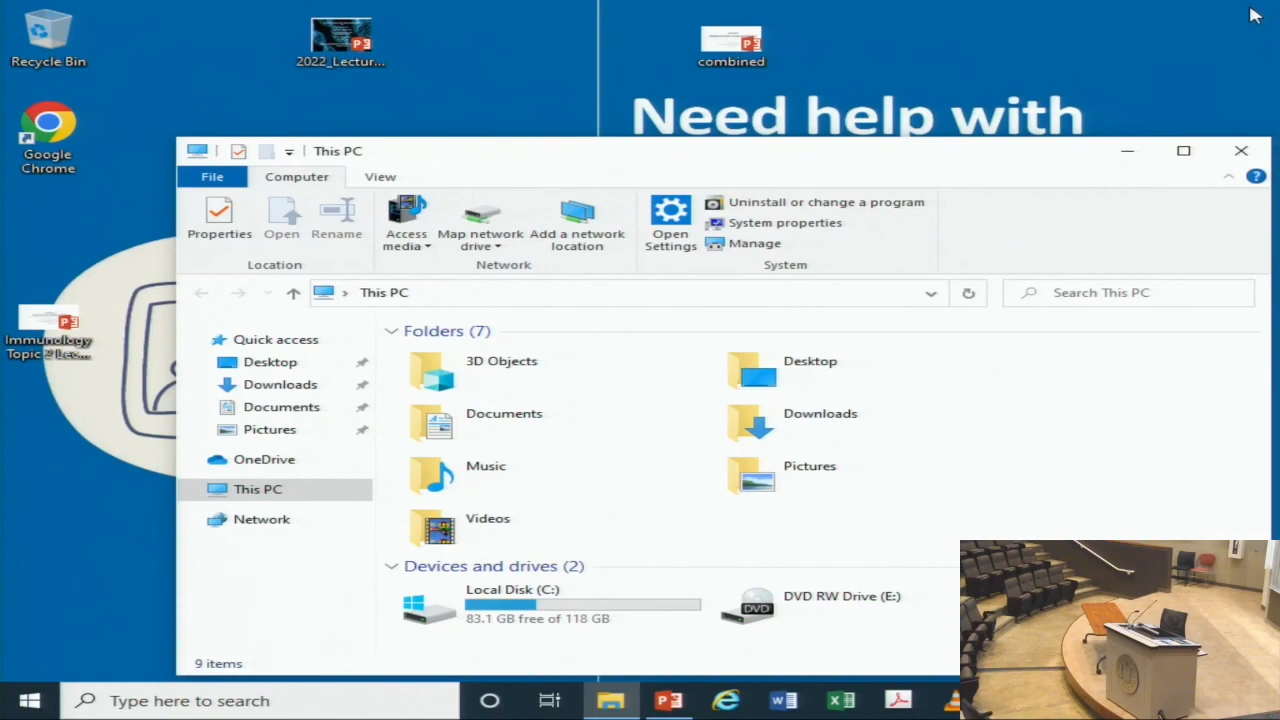 Recycle Bin
2022_Lectur...
combined
Need help with
Google
Chrome
This PC
File
Computer
View
Properties
Open
Rename
Access
media
Map network
drive
Add a network
location
Open
Settings
Uninstall or change a program
System properties
Manage
Location
Network
System
This PC
Search This PC
Immunology
Topic 2 Lec...
Quick access
Desktop
Downloads
Documents
Pictures
OneDrive
This PC
Network
Folders (7)
3D Objects
Desktop
Documents
Downloads
Music
Pictures
Videos
Devices and drives (2)
Local Disk (C:)
83.1 GB free of 118 GB
DVD
DVD RW Drive (E:)
9 items
Type here to search